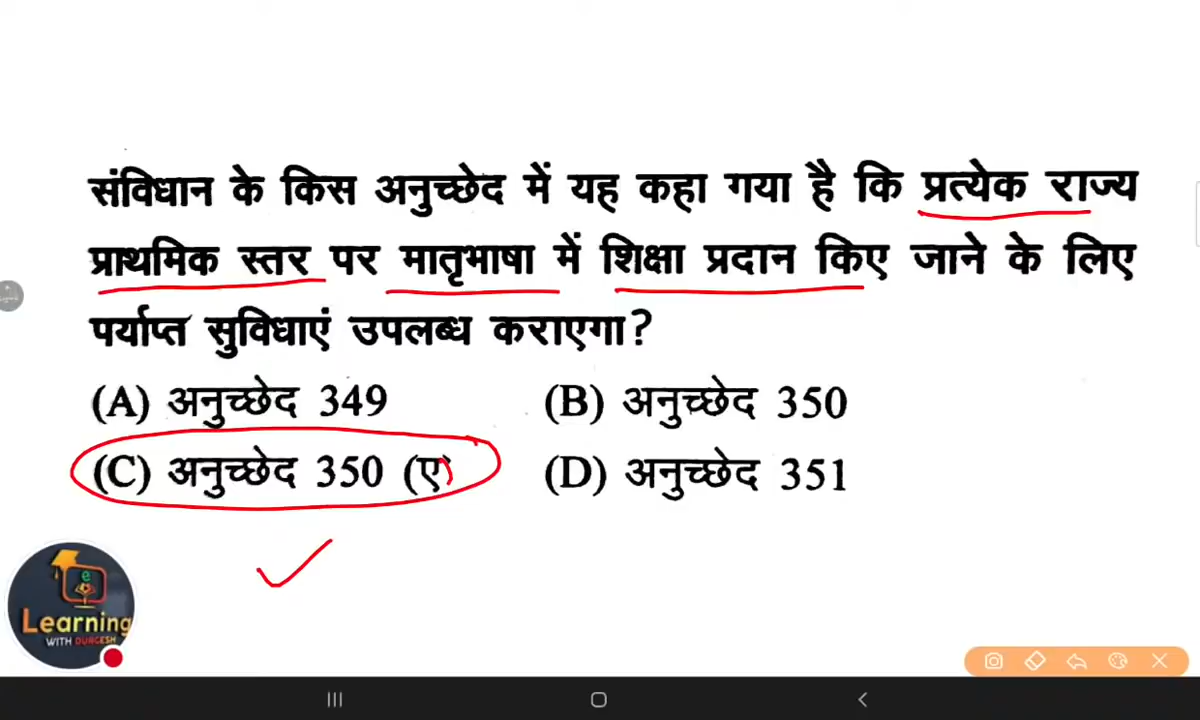 संविधान के किस अनुच्छेद में यह कहा गया है कि प्रत्येक राज्य
प्राथमिक स्तर पर मातृभाषा में शिक्षा प्रदान किए जाने के लिए
पर्याप्त सुविधाएं उपलब्ध कराएगा?
(A) अनुच्छेद 349 (B) अनुच्छेद 350
(C) अनुच्छेद 350 (ए) (D) अनुच्छेद 351
e
Learning
WITH DURGESH